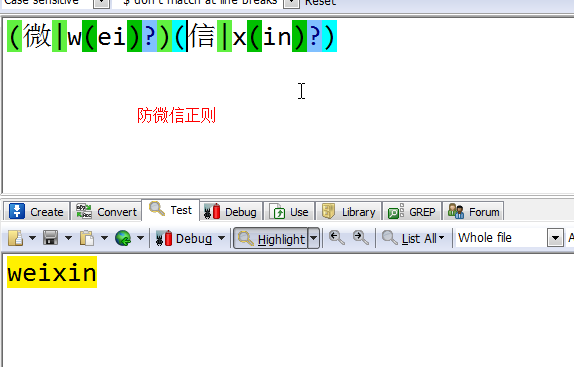 Case sensitive $ don't match at line breaks Reset
(微|w(ei)?)(信|x(in)?)
防微信正则
Create Convert Test Debug Use Library GREP Forum
Debug Highlight List All Whole file A
weixin